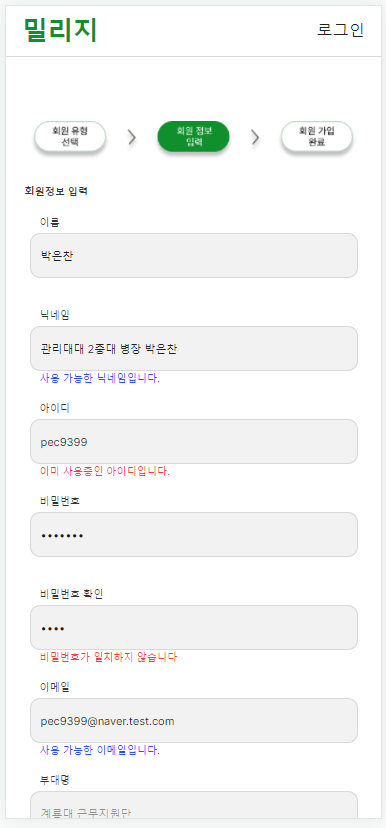 밀리지
로그인
회원 유형
선택
회원 정보
입력
회원 가입
완료
회원정보 입력
이름
박은찬
닉네임
관리대대 2중대 병장 박은찬
사용 가능한 닉네임입니다.
아이디
pec9399
이미 사용중인 아이디입니다.
비밀번호
•••••••
비밀번호 확인
••••
비밀번호가 일치하지 않습니다
이메일
pec9399@naver.test.com
사용 가능한 이메일입니다.
부대명
계룡대 근무지원단